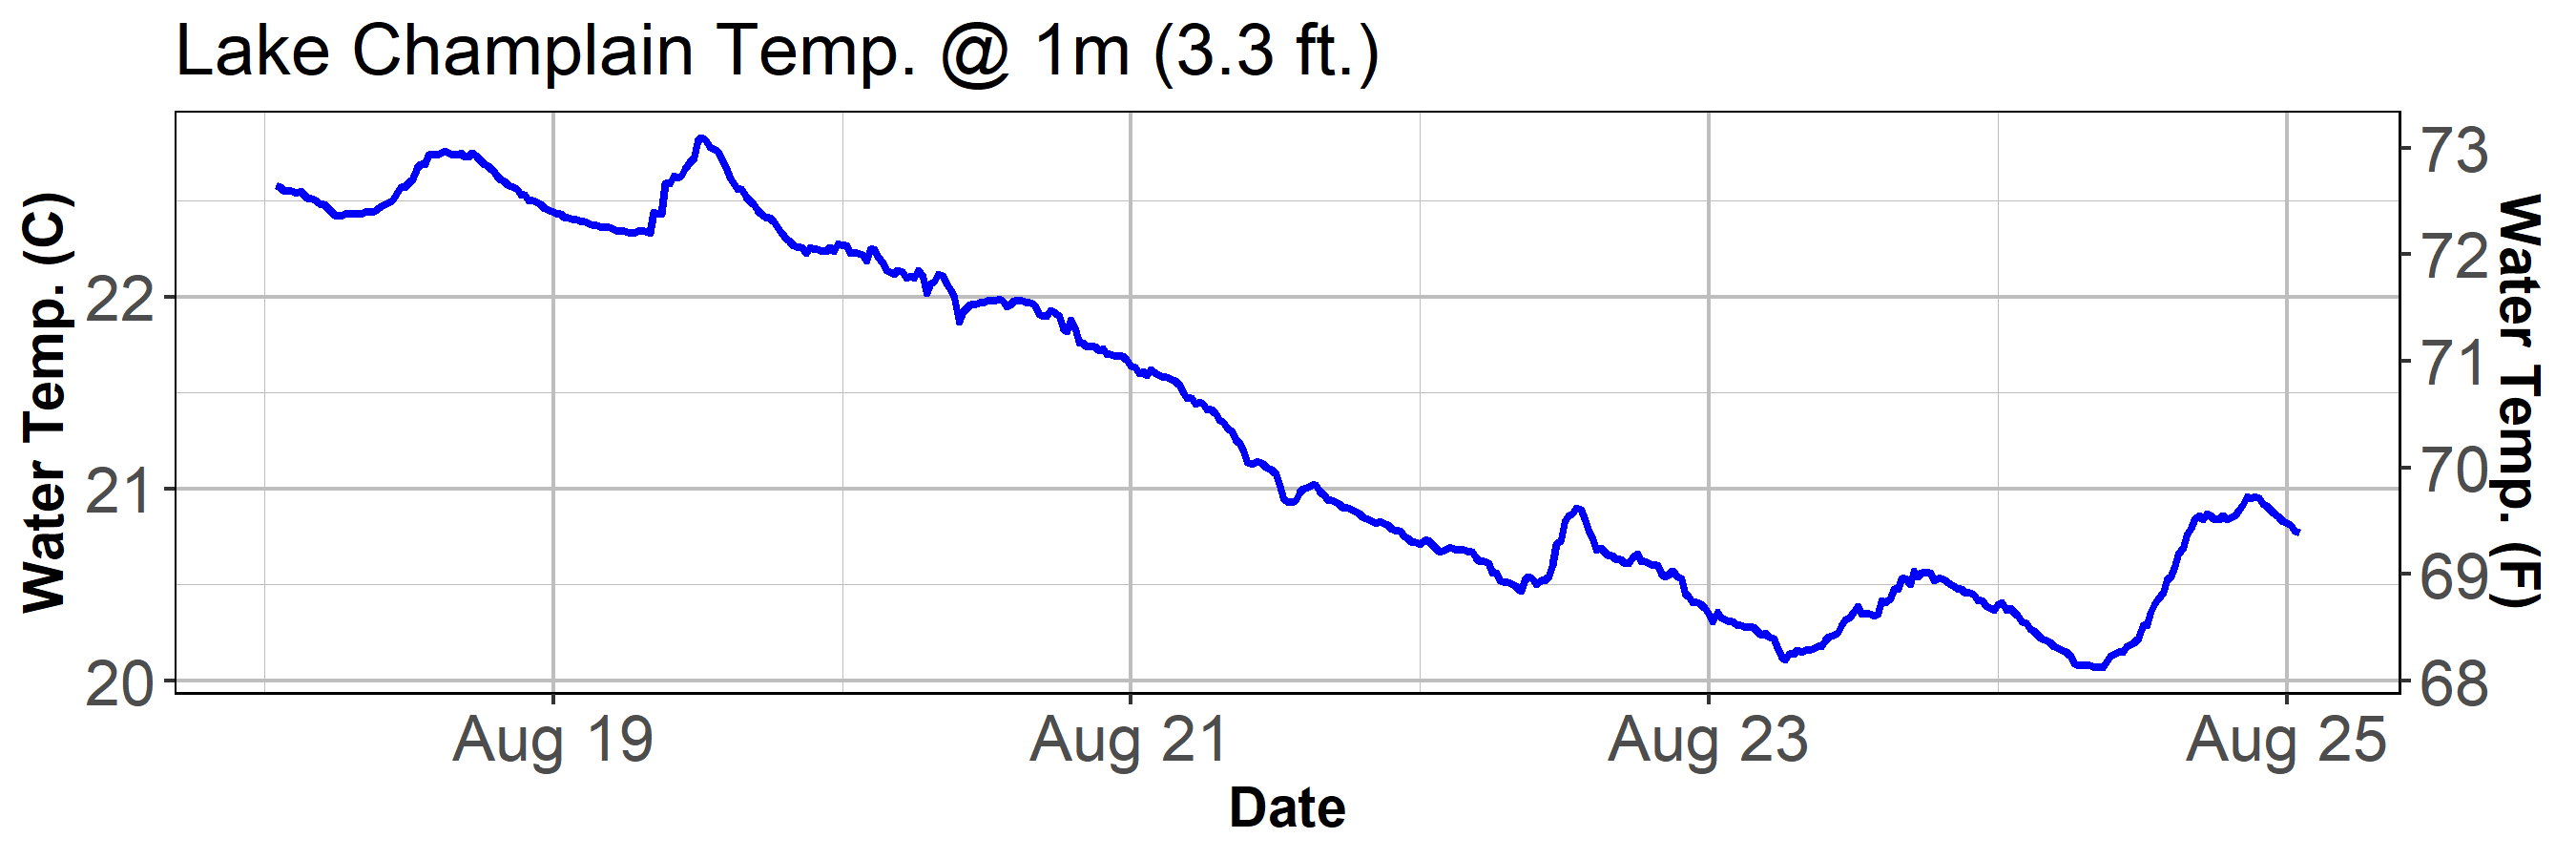 Lake Champlain Temp. @ 1m (3.3 ft.)
Water Temp. (C)
22
21
20
73
72
71
70
69
68
Water Temp. (F)
Aug 19
Aug 21
Aug 23
Aug 25
Date